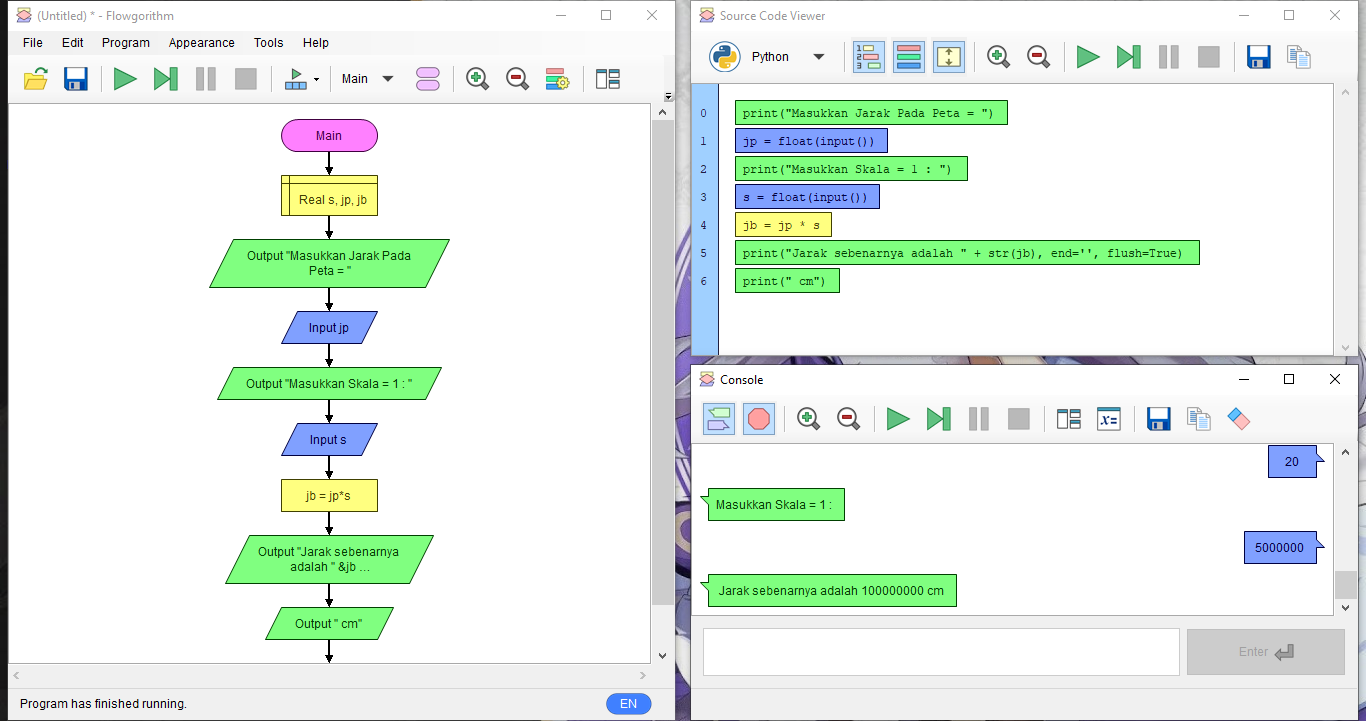 (Untitled) * - Flowgorithm
File Edit Program Appearance Tools Help
Main
Main
Real s, jp, jb
Output "Masukkan Jarak Pada
Peta = "
Input jp
Output "Masukkan Skala = 1 : "
Input s
jb = jp*s
Output "Jarak sebenarnya
adalah " &jb ...
Output " cm"
Program has finished running.
EN
Source Code Viewer
Python
0 print("Masukkan Jarak Pada Peta = ")
1 jp = float(input())
2 print("Masukkan Skala = 1 : ")
3 s = float(input())
4 jb = jp * s
5 print("Jarak sebenarnya adalah " + str(jb), end='', flush=True)
6 print(" cm")
Console
x=
20
Masukkan Skala = 1 :
5000000
Jarak sebenarnya adalah 100000000 cm
Enter